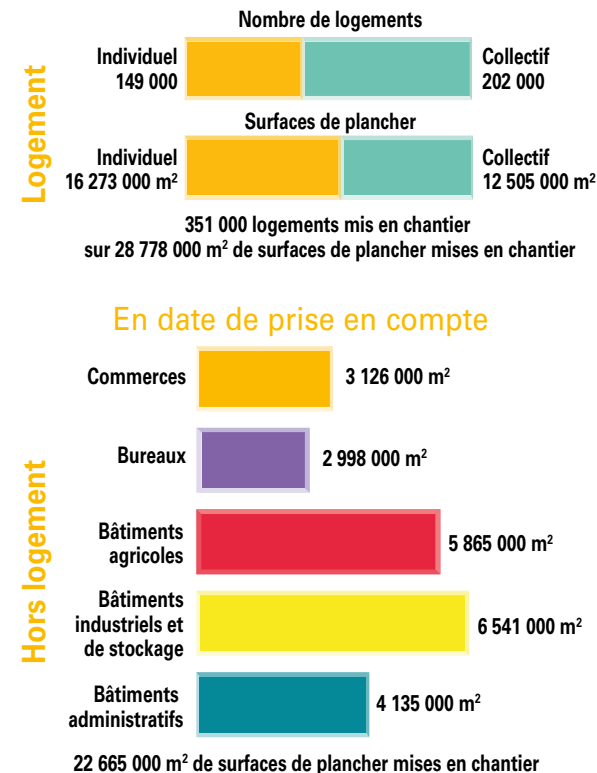 Logement
Nombre de logements
Individuel
149 000
Collectif
202 000
Surfaces de plancher
Individuel
16 273 000 m²
Collectif
12 505 000 m²
351 000 logements mis en chantier
sur 28 778 000 m² de surfaces de plancher mises en chantier
En date de prise en compte
Hors logement
Commerces
3 126 000 m²
Bureaux
2 998 000 m²
Bâtiments
agricoles
5 865 000 m²
Bâtiments
industriels et
de stockage
6 541 000 m²
Bâtiments
administratifs
4 135 000 m²
22 665 000 m² de surfaces de plancher mises en chantier